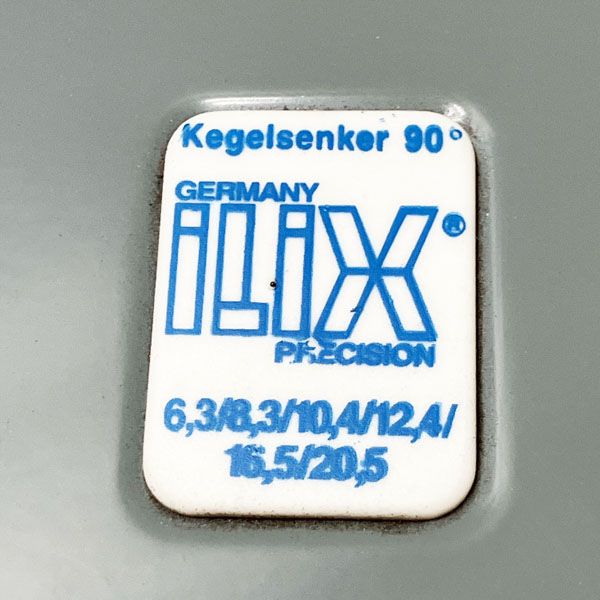 Kegelsenker 90°
GERMANY
iLiX®
PRECISION
6,3/8,3/10,4/12,4/
16,5/20,5